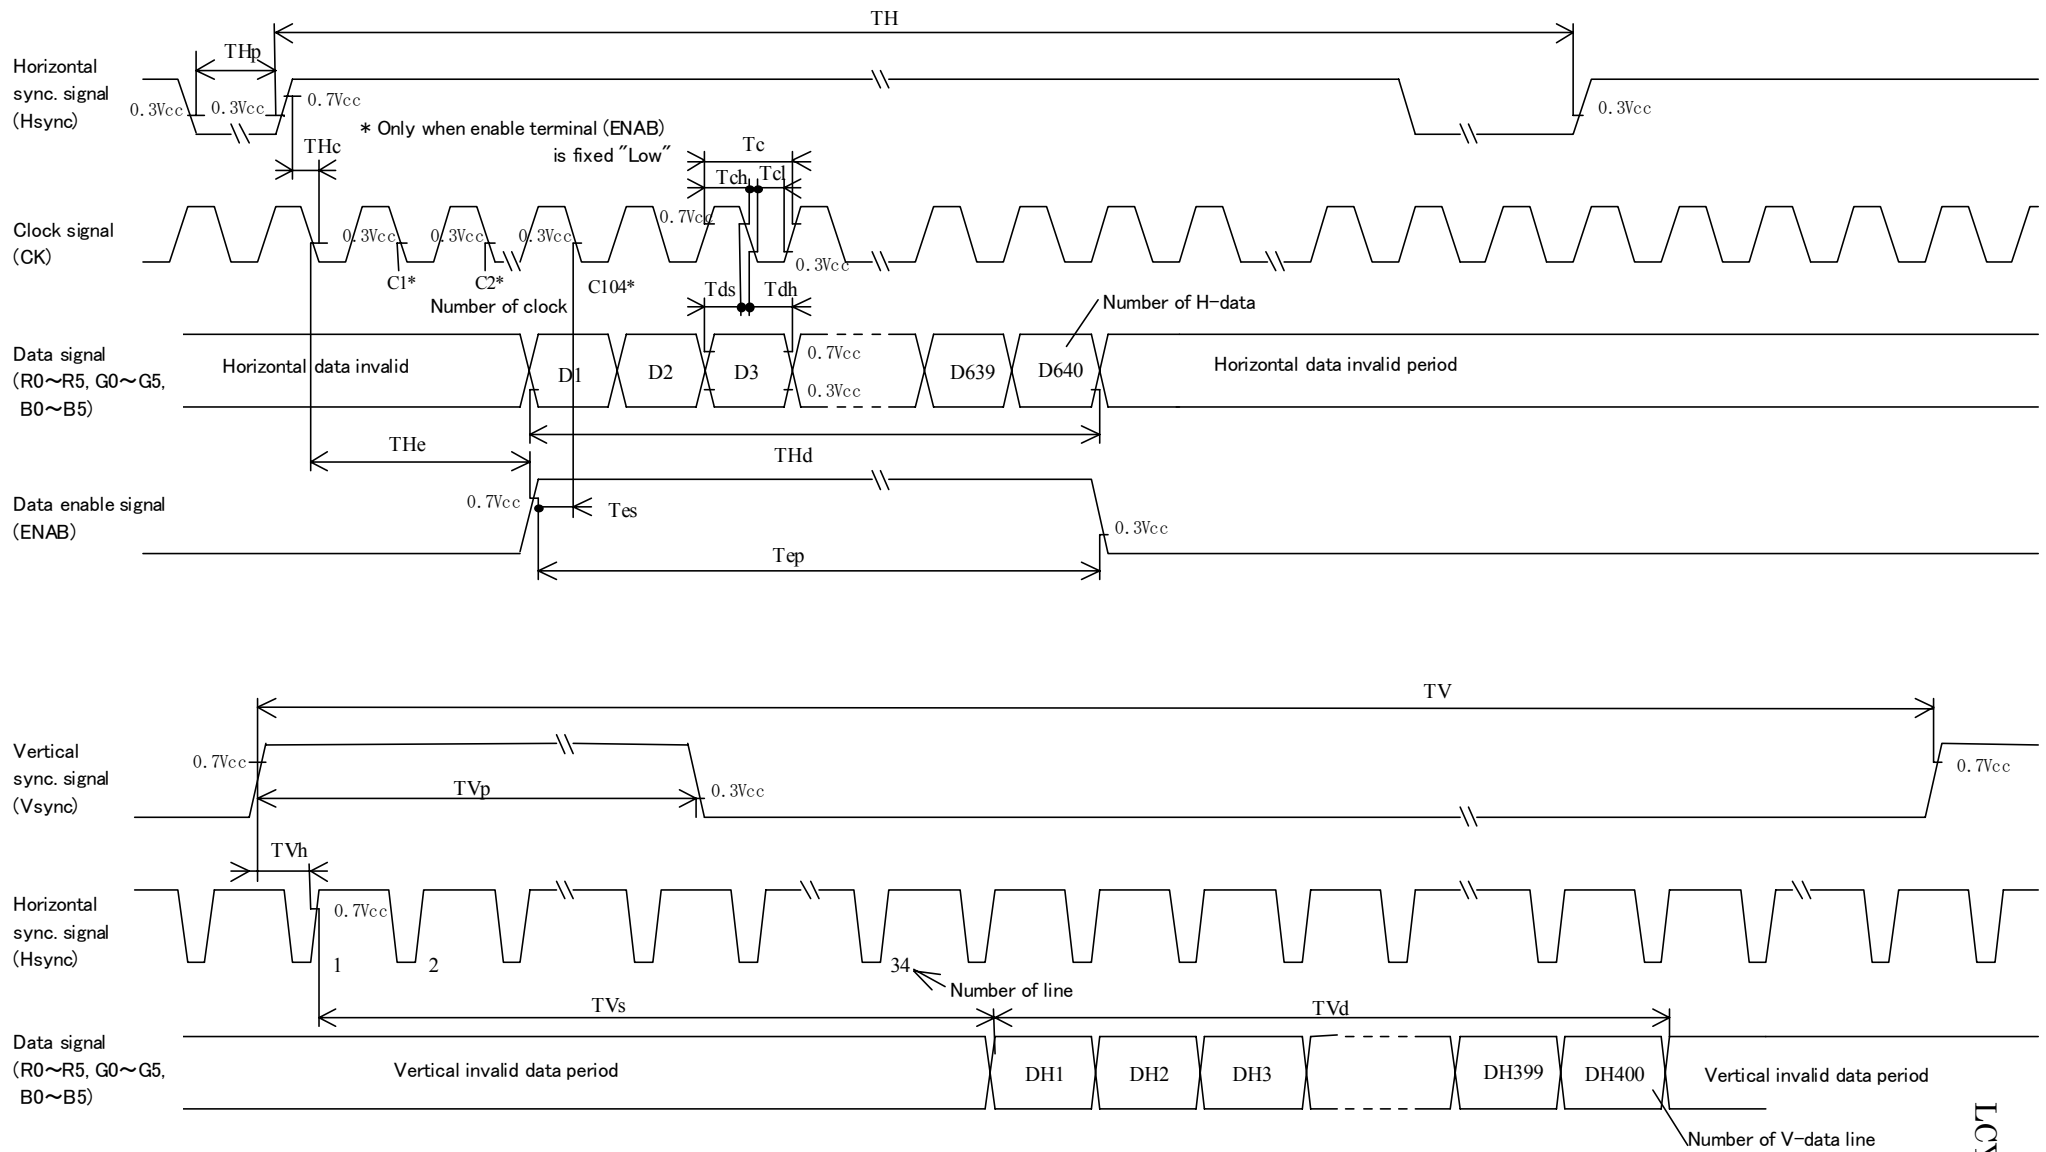 TH
THp
Horizontal
sync. signal
(Hsync)
0.3Vcc
0.3Vcc
0.7Vcc
0.3Vcc
* Only when enable terminal (ENAB)
is fixed "Low"
THc
Tc
Tch
Tcl
Clock signal
(CK)
0.3Vcc
0.3Vcc
0.3Vcc
0.7Vcc
0.3Vcc
C1*
C2*
C104*
Number of clock
Tds
Tdh
Number of H-data
Data signal
(R0～R5, G0～G5,
B0～B5)
Horizontal data invalid
D1
D2
D3
0.7Vcc
0.3Vcc
D639
D640
Horizontal data invalid period
THe
THd
Data enable signal
(ENAB)
0.7Vcc
Tes
0.3Vcc
Tep
TV
Vertical
sync. signal
(Vsync)
0.7Vcc
TVp
0.3Vcc
0.7Vcc
TVh
Horizontal
sync. signal
(Hsync)
0.7Vcc
1
2
34
Number of line
TVs
TVd
Data signal
(R0～R5, G0～G5,
B0～B5)
Vertical invalid data period
DH1
DH2
DH3
DH399
DH400
Vertical invalid data period
Number of V-data line